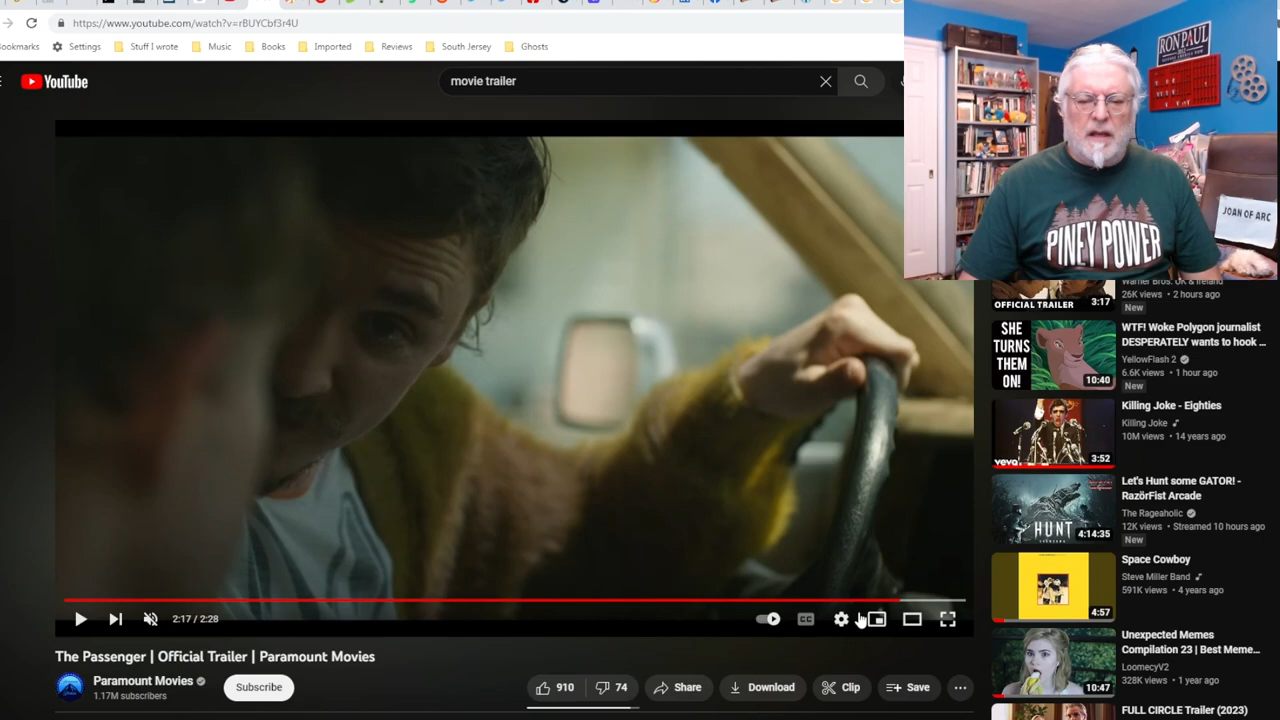 https://www.youtube.com/watch?v=rBUYCbf3r4U
ookmarks
Settings
Stuff I wrote
Music
Books
Imported
Reviews
South Jersey
Ghosts
YouTube
movie trailer
RON PAUL
JOAN OF ARC
PINEY POWER
2:17 / 2:28
CC
The Passenger | Official Trailer | Paramount Movies
Paramount Movies
1.17M subscribers
Subscribe
910
74
Share
Download
Clip
Save
OFFICIAL TRAILER
3:17
Warner Bros. UK & Ireland
26K views • 2 hours ago
New
SHE
TURNS
THEM
ON!
10:40
WTF! Woke Polygon journalist
DESPERATELY wants to hook ...
YellowFlash 2
6.6K views • 1 hour ago
New
vevo
3:52
Killing Joke - Eighties
Killing Joke
10M views • 14 years ago
HUNT
4:14:35
Let's Hunt some GATOR! -
RazörFist Arcade
The Rageaholic
12K views • Streamed 10 hours ago
New
4:57
Space Cowboy
Steve Miller Band
591K views • 4 years ago
10:47
Unexpected Memes
Compilation 23 | Best Meme...
LoomecyV2
328K views • 1 year ago
FULL CIRCLE Trailer (2023)